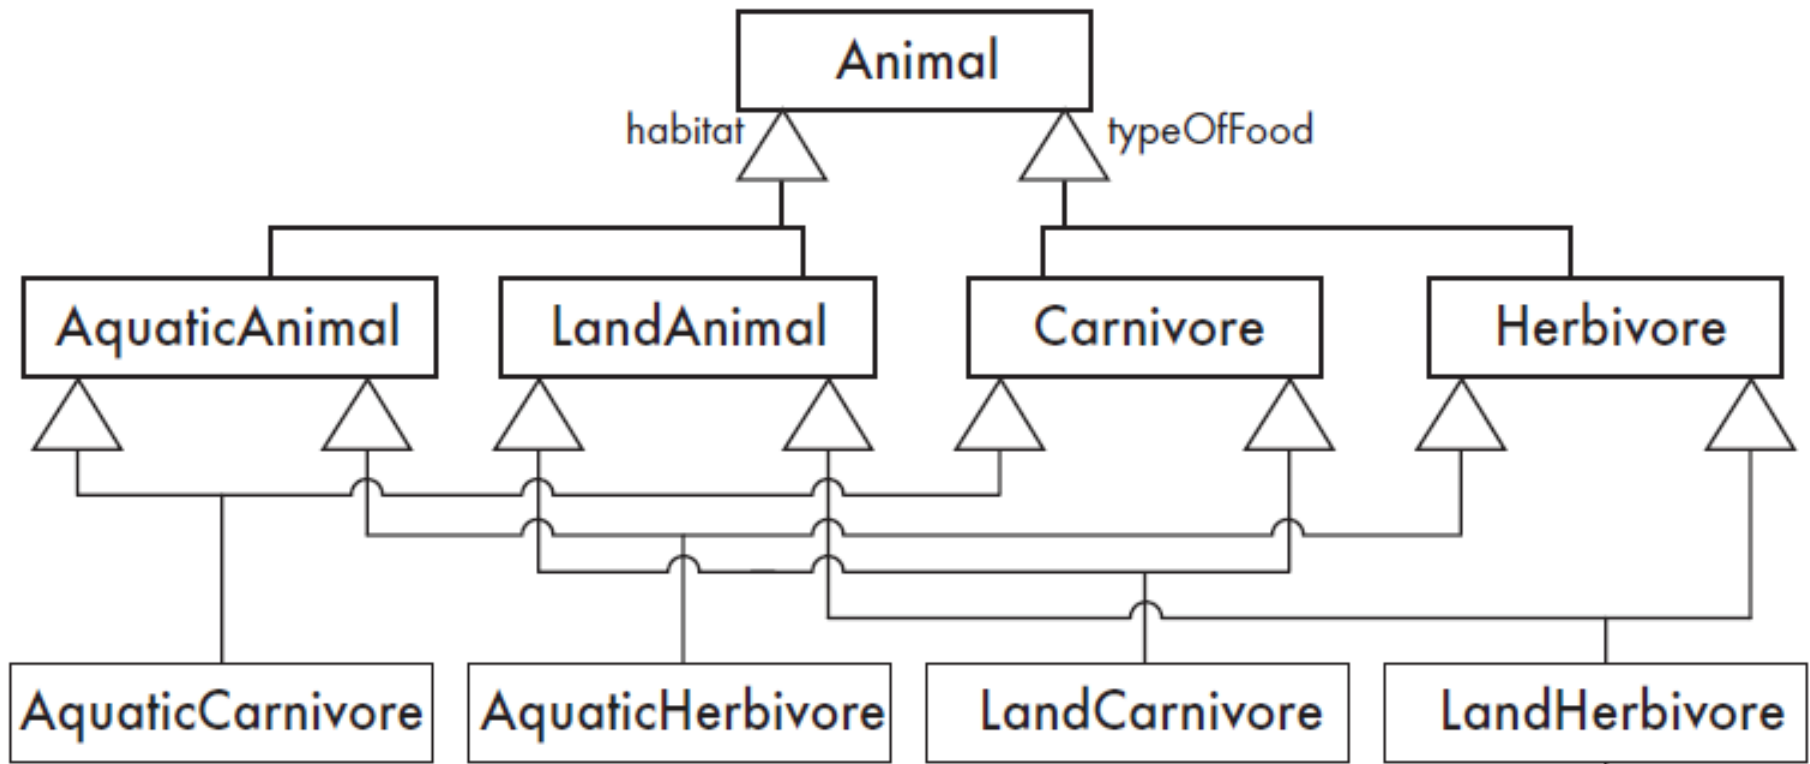 Animal
habitat
typeOfFood
AquaticAnimal
LandAnimal
Carnivore
Herbivore
AquaticCarnivore
AquaticHerbivore
LandCarnivore
LandHerbivore